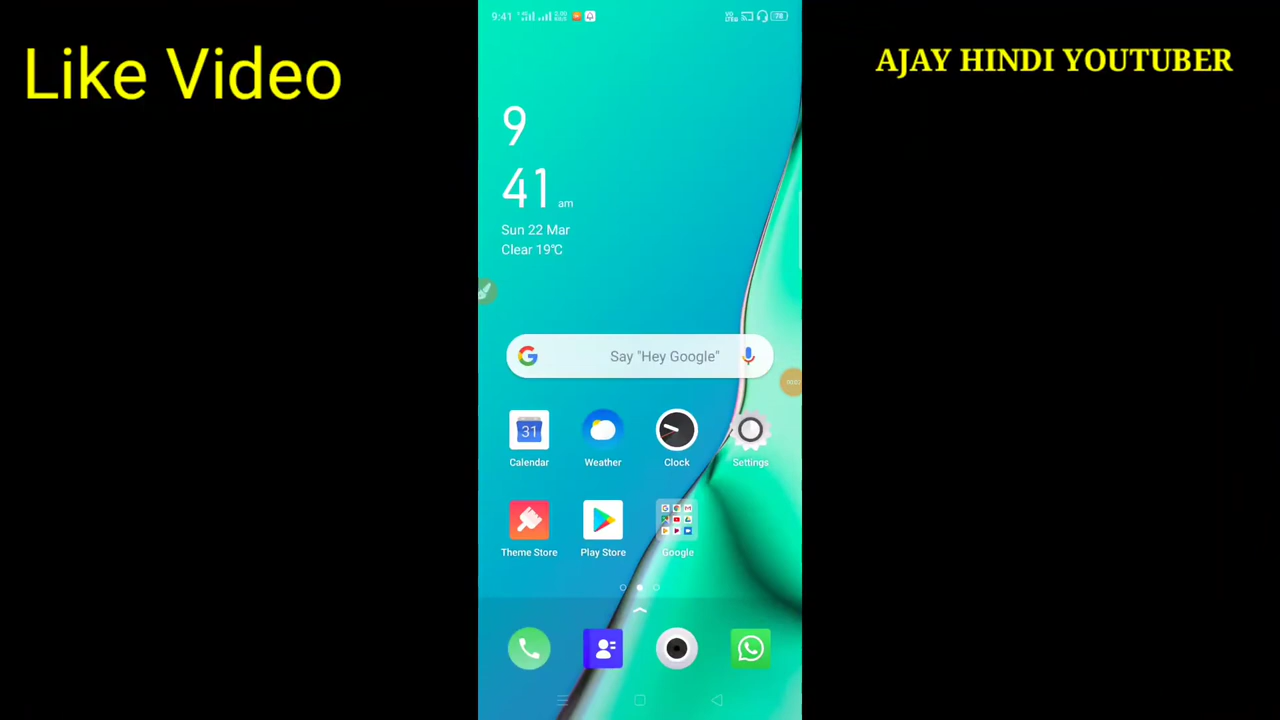 Like Video
AJAY HINDI YOUTUBER
9:41
78
9
41 am
Sun 22 Mar
Clear 19℃
Say "Hey Google"
31
Calendar
Weather
Clock
Settings
Theme Store
Play Store
Google